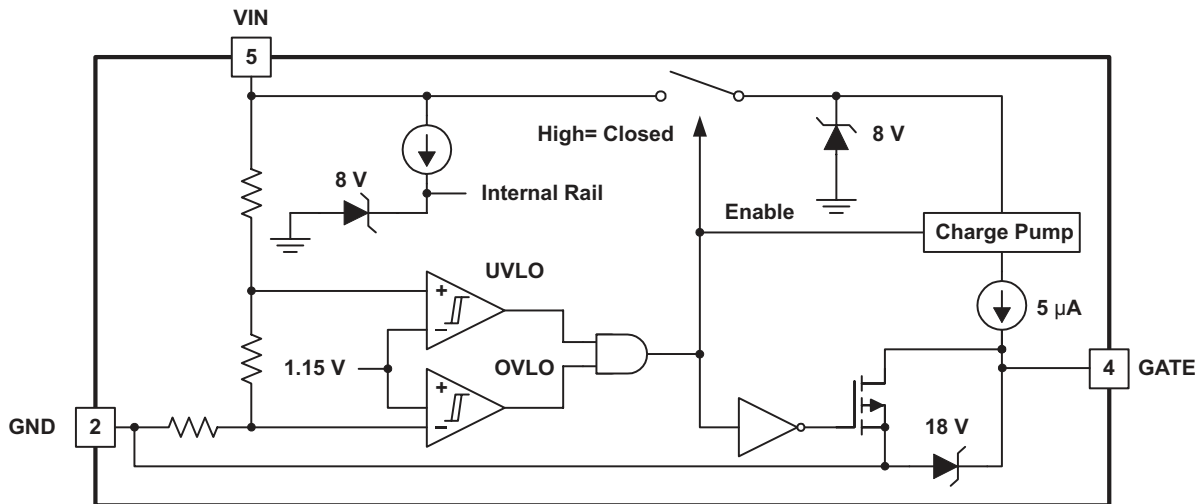 VIN
5
High= Closed
8 V
8 V
Internal Rail
Enable
Charge Pump
UVLO
+
−
5 μA
1.15 V
OVLO
+
−
4
GATE
GND
2
18 V